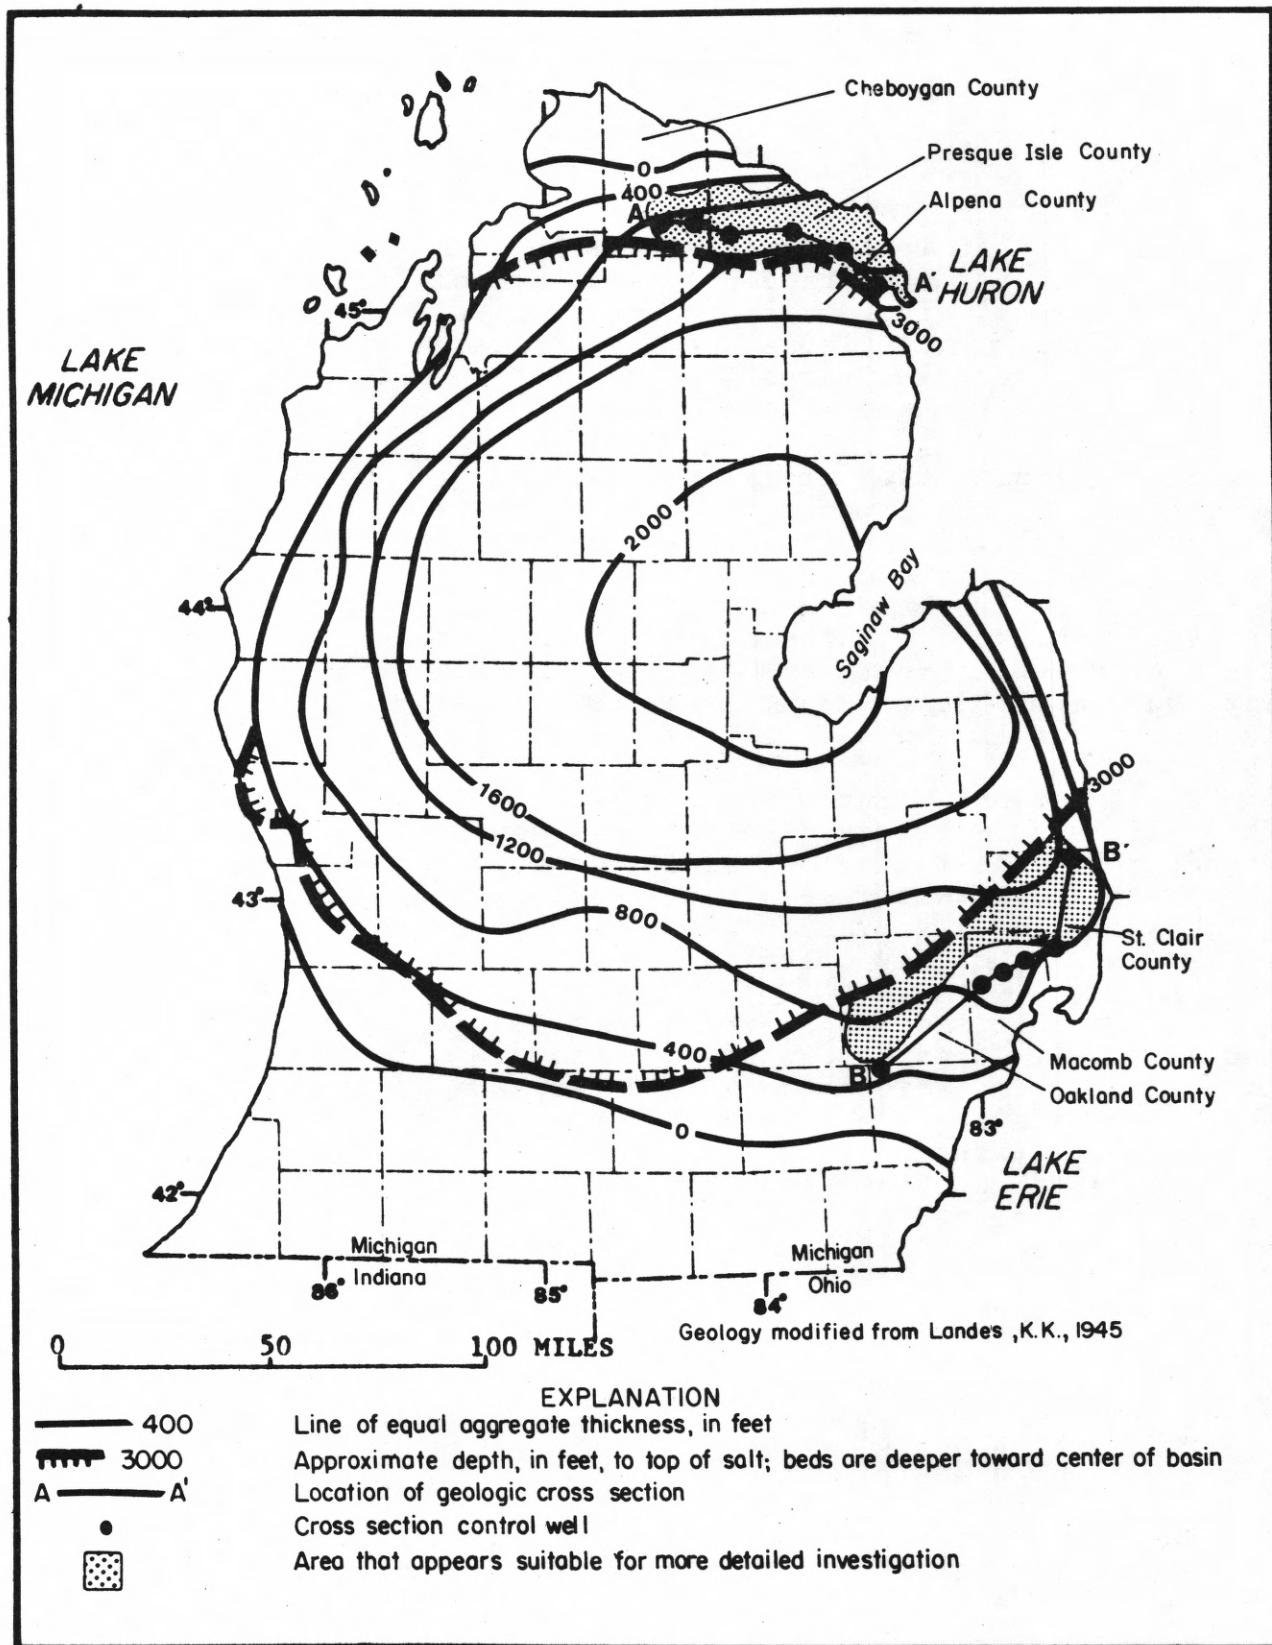 Cheboygan County
Presque Isle County
Alpena County
0
400
A
A'
LAKE
HURON
3000
45°
LAKE
MICHIGAN
2000
Saginaw Bay
44°
3000
1600
1200
B'
43°
800
St. Clair
County
400
Macomb County
B
Oakland County
0
83°
LAKE
ERIE
42°
Michigan
Indiana
Michigan
Ohio
86°
85°
84°
Geology modified from Landes ,K.K., 1945
0 50 100 MILES
EXPLANATION
400 Line of equal aggregate thickness, in feet
3000 Approximate depth, in feet, to top of salt; beds are deeper toward center of basin
A A' Location of geologic cross section
Cross section control well
Area that appears suitable for more detailed investigation